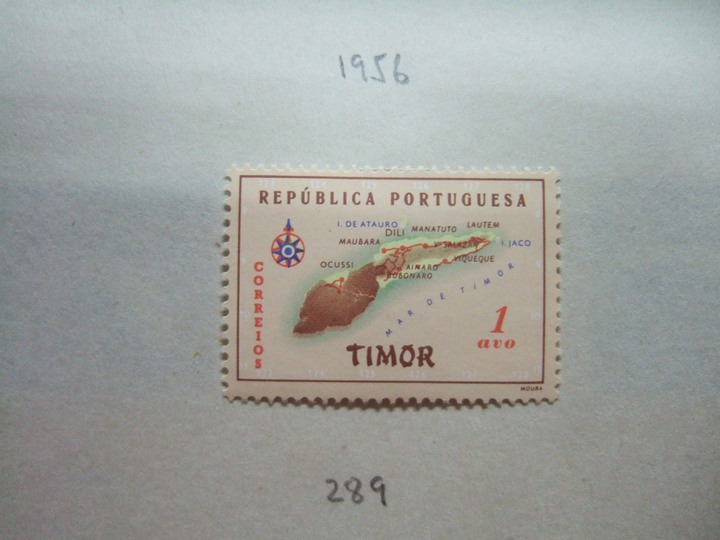 1956
REPÚBLICA PORTUGUESA
I. DE ATAURO
DILI
MANATUTO
LAUTEM
MAUBARA
Vª SALAZAR
I. JACO
OCUSSI
AINARO
VIQUEQUE
BOBONARO
MAR DE TIMOR
CORREIOS
1
avo
TIMOR
MOURA
289